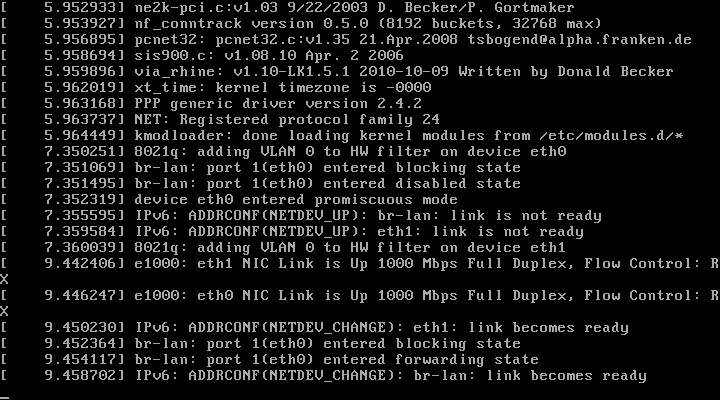 [    5.952933] ne2k-pci.c:v1.03 9/22/2003 D. Becker/P. Gortmaker
[    5.953927] nf_conntrack version 0.5.0 (8192 buckets, 32768 max)
[    5.956895] pcnet32: pcnet32.c:v1.35 21.Apr.2008 tsbogend@alpha.franken.de
[    5.958694] sis900.c: v1.08.10 Apr. 2 2006
[    5.959896] via_rhine: v1.10-LK1.5.1 2010-10-09 Written by Donald Becker
[    5.962019] xt_time: kernel timezone is -0000
[    5.963168] PPP generic driver version 2.4.2
[    5.963737] NET: Registered protocol family 24
[    5.964449] kmodloader: done loading kernel modules from /etc/modules.d/*
[    7.350251] 8021q: adding VLAN 0 to HW filter on device eth0
[    7.351069] br-lan: port 1(eth0) entered blocking state
[    7.351495] br-lan: port 1(eth0) entered disabled state
[    7.352319] device eth0 entered promiscuous mode
[    7.355595] IPv6: ADDRCONF(NETDEV_UP): br-lan: link is not ready
[    7.359584] IPv6: ADDRCONF(NETDEV_UP): eth1: link is not ready
[    7.360039] 8021q: adding VLAN 0 to HW filter on device eth1
[    9.442406] e1000: eth1 NIC Link is Up 1000 Mbps Full Duplex, Flow Control: R
X
[    9.446247] e1000: eth0 NIC Link is Up 1000 Mbps Full Duplex, Flow Control: R
X
[    9.450230] IPv6: ADDRCONF(NETDEV_CHANGE): eth1: link becomes ready
[    9.452364] br-lan: port 1(eth0) entered blocking state
[    9.454117] br-lan: port 1(eth0) entered forwarding state
[    9.458702] IPv6: ADDRCONF(NETDEV_CHANGE): br-lan: link becomes ready